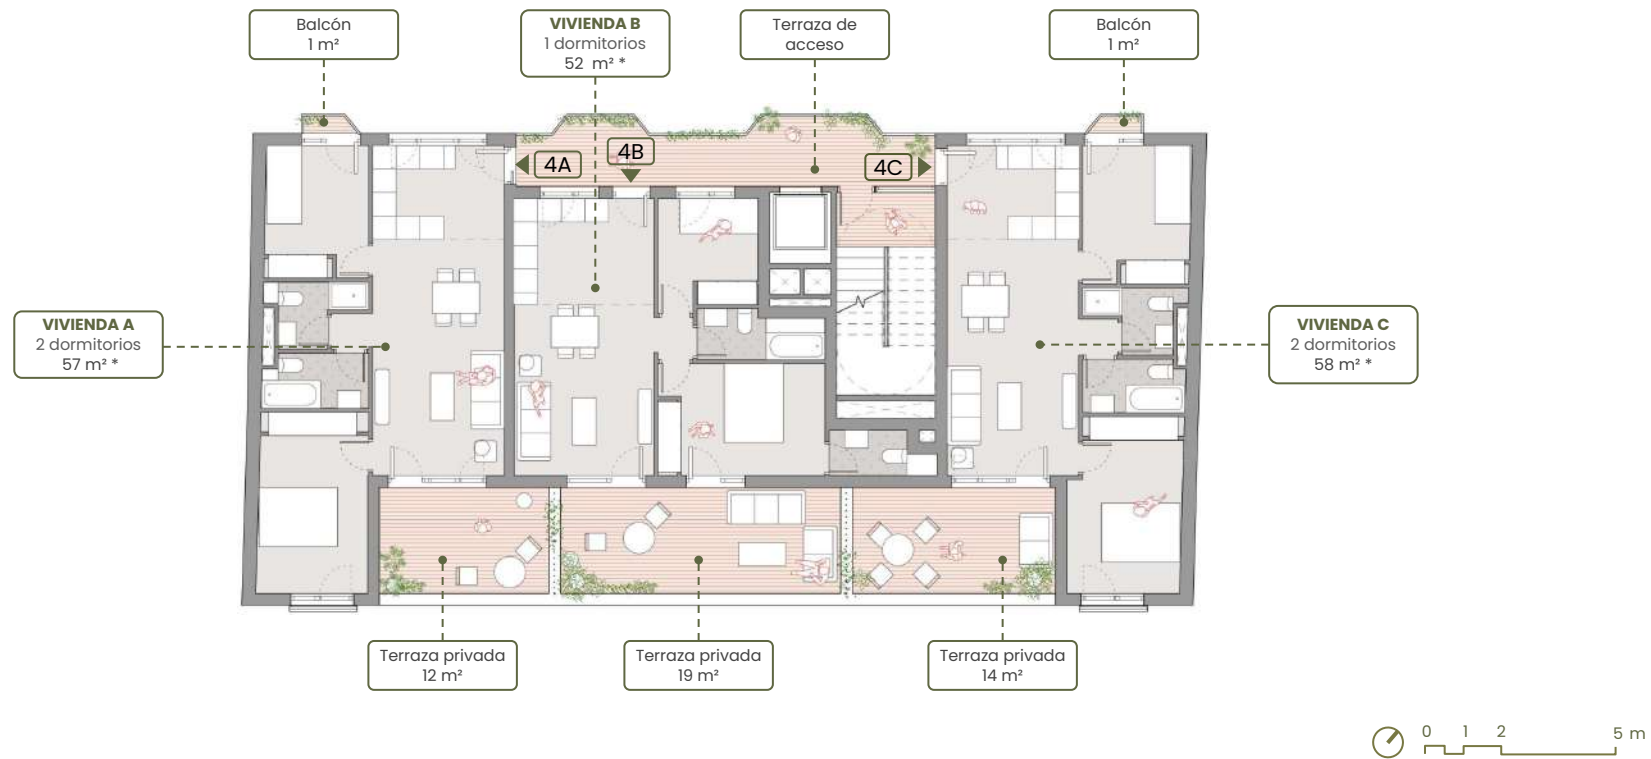 Balcón
1 m²
VIVIENDA B
1 dormitorios
52 m² *
Terraza de
acceso
Balcón
1 m²
4A
4B
4C
VIVIENDA A
2 dormitorios
57 m² *
VIVIENDA C
2 dormitorios
58 m² *
Terraza privada
12 m²
Terraza privada
19 m²
Terraza privada
14 m²
0 1 2 5 m